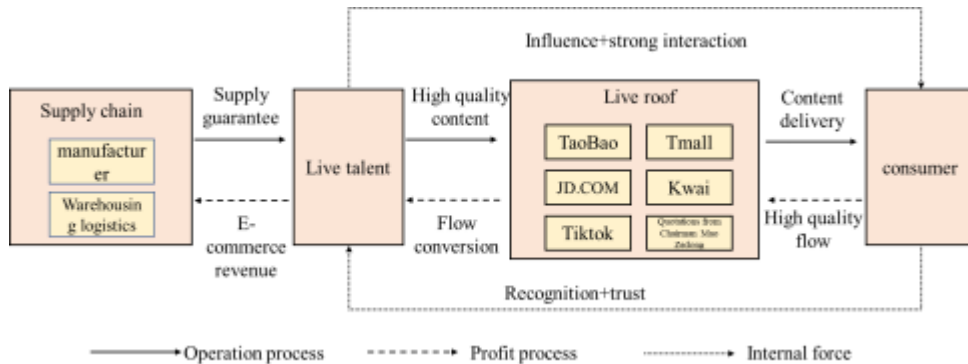 Influence+strong interaction
Supply chain
manufactur
er
Warehousin
g logistics
Supply
guarantee
E-
commerce
revenue
Live talent
High quality
content
Flow
conversion
Live roof
TaoBao
Tmall
JD.COM
Kwai
Tiktok
Quotations from
Chairman Mao
Zedong
Content
delivery
High quality
flow
consumer
Recognition+trust
Operation process
Profit process
Internal force